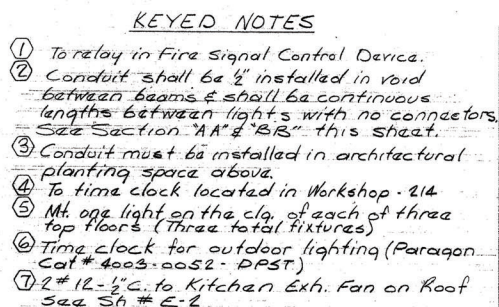 KEYED NOTES
1 To relay in Fire Signal Control Device.
2 Conduit shall be ½" installed in void
between beams & shall be continuous
lengths between lights with no connectors.
See Section "AA" & "BB" this sheet.
3 Conduit must be installed in architectural
planting space above.
4 To time clock located in Workshop - 214
5 Mt. one light on the clg. of each of three
top floors (Three total fixtures)
6 Time clock for outdoor lighting (Paragon
Cat # 4003-0052 - DPST)
7 2 # 12 - ½" C. to Kitchen Exh. Fan on Roof
See Sh # E-2